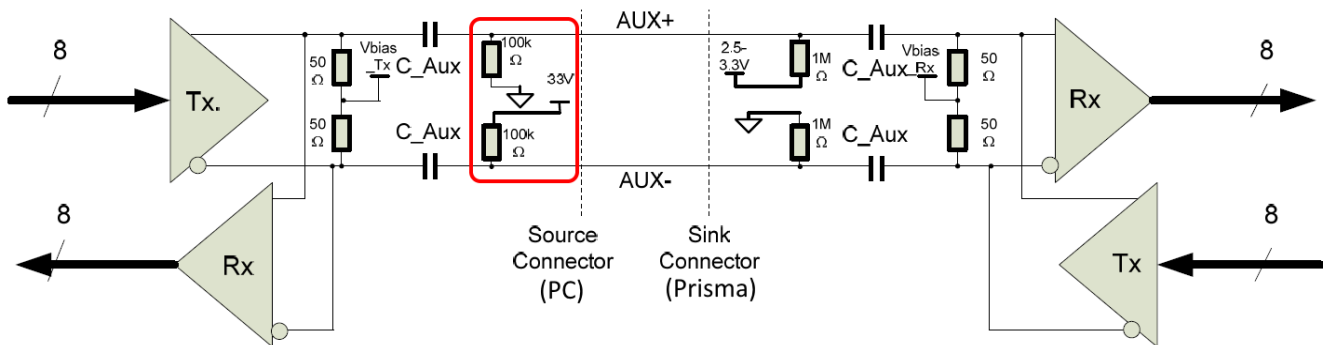 AUX+
8
Tx.
50
Ω
50
Ω
Vbias
_Tx
C_Aux
C_Aux
100k
Ω
33V
100k
Ω
2.5-
3.3V
1M
Ω
1M
Ω
C_Aux
C_Aux
Vbias
_Rx
50
Ω
50
Ω
Rx
8
AUX-
8
Rx
Source
Connector
(PC)
Sink
Connector
(Prisma)
Tx
8